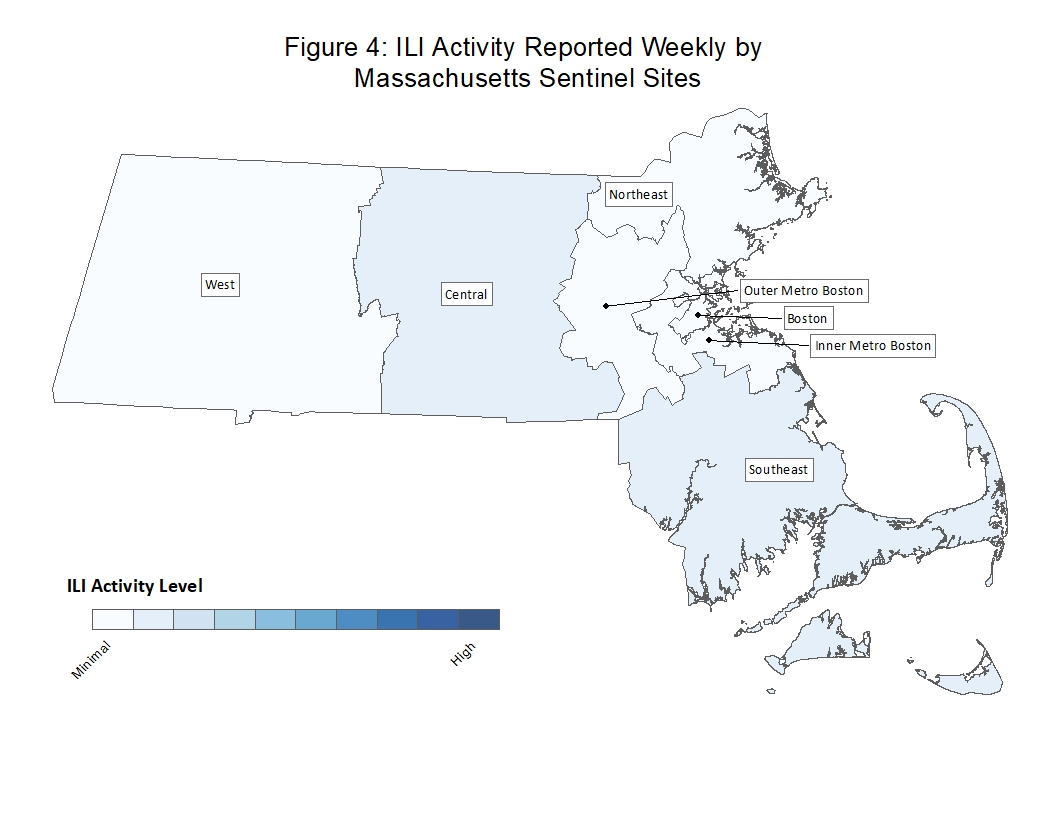 Figure 4: ILI Activity Reported Weekly by
Massachusetts Sentinel Sites
Northeast
West
Central
Outer Metro Boston
Boston
Inner Metro Boston
Southeast
ILI Activity Level
Minimal
High